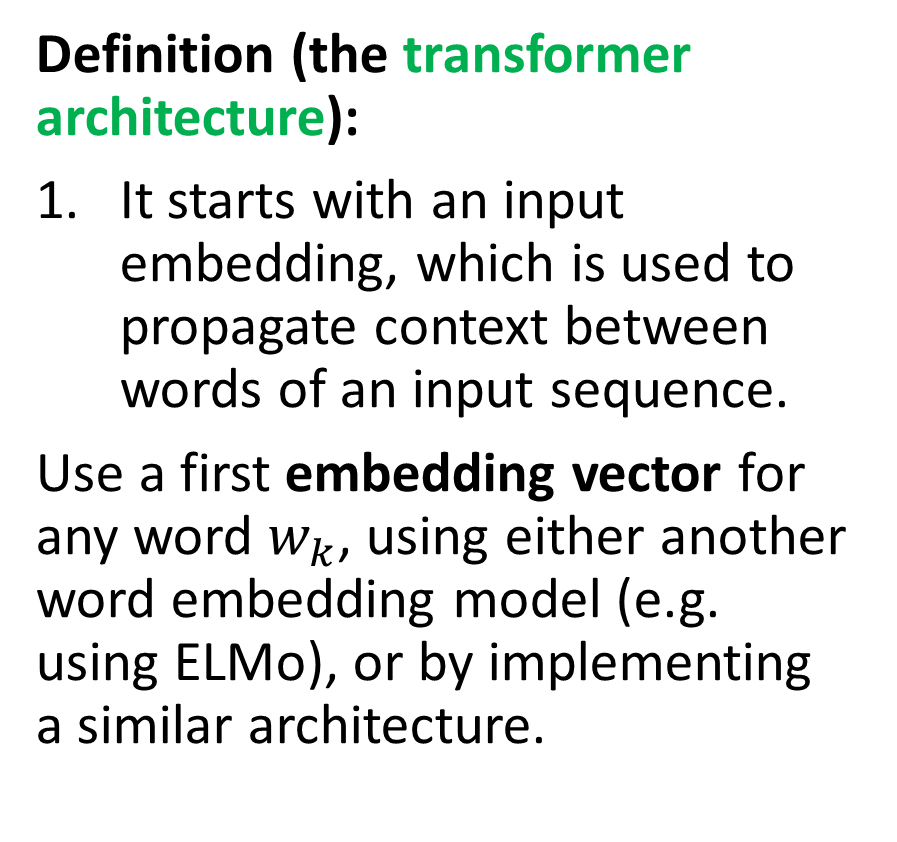 Definition (the transformer
architecture):
1. It starts with an input
embedding, which is used to
propagate context between
words of an input sequence.
Use a first embedding vector for
any word 𝑤ₖ, using either another
word embedding model (e.g.
using ELMo), or by implementing
a similar architecture.